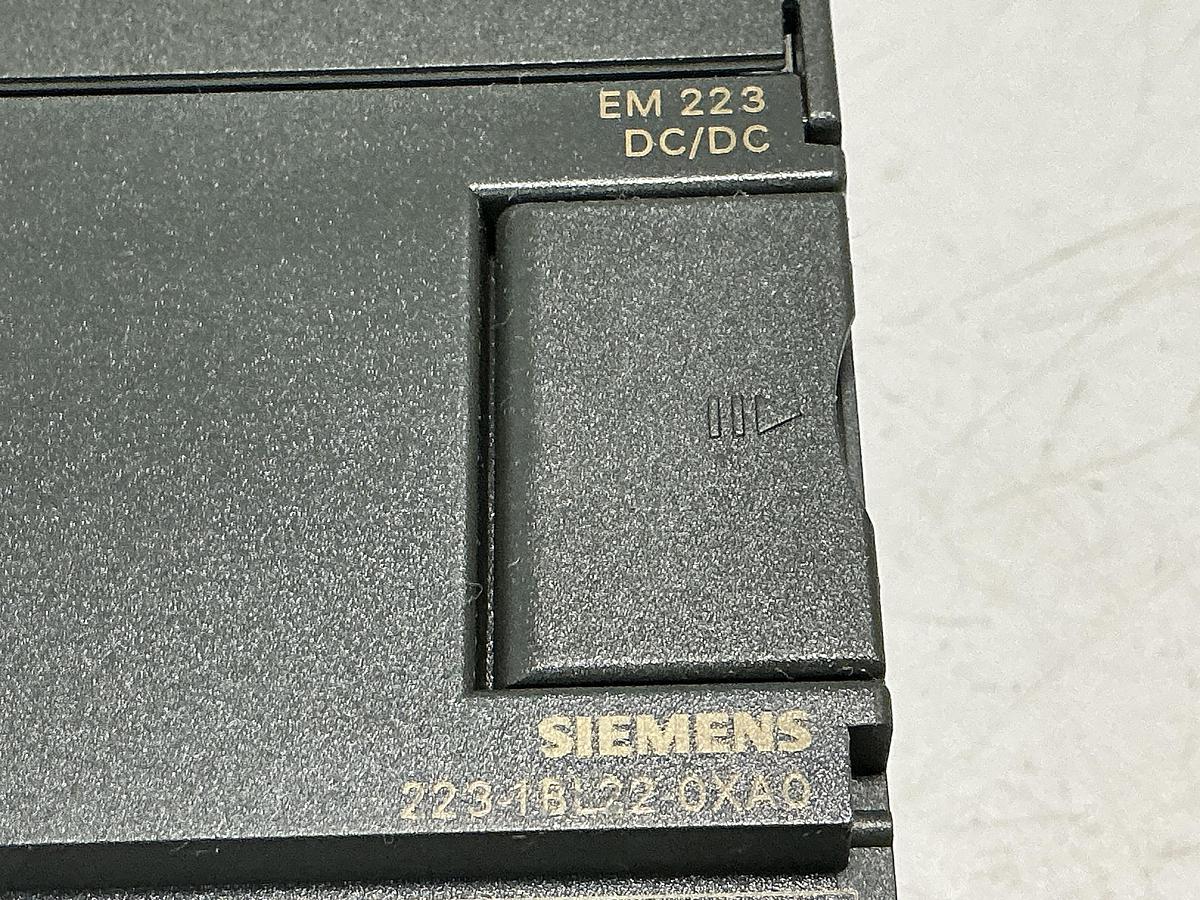 EM 223
DC/DC
SIEMENS
223-1BL22-0XA0